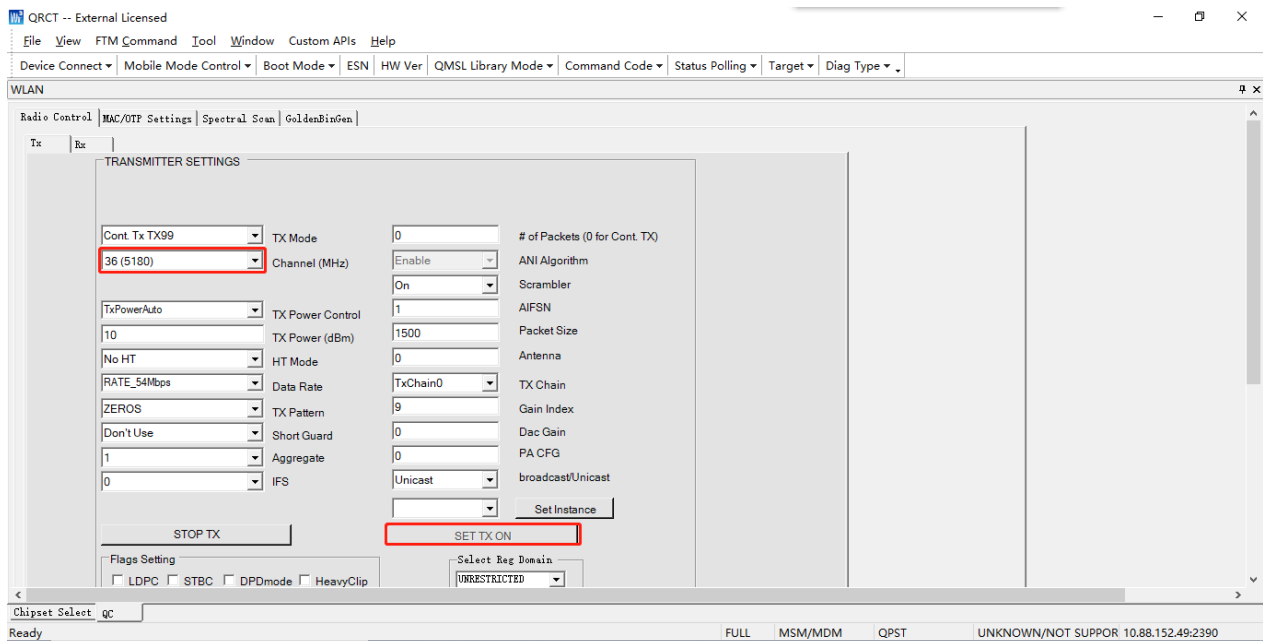 QRCT -- External Licensed
File View FTM Command Tool Window Custom APIs Help
Device Connect Mobile Mode Control Boot Mode ESN HW Ver QMSL Library Mode Command Code Status Polling Target Diag Type
WLAN
Radio Control MAC/OTP Settings Spectral Scan GoldenBinGen
Tx Rx
TRANSMITTER SETTINGS
Cont. Tx TX99 TX Mode 0 # of Packets (0 for Cont. TX)
36 (5180) Channel (MHz) Enable ANI Algorithm
On Scrambler
TxPowerAuto TX Power Control 1 AIFSN
10 TX Power (dBm) 1500 Packet Size
No HT HT Mode 0 Antenna
RATE_54Mbps Data Rate TxChain0 TX Chain
ZEROS TX Pattern 9 Gain Index
Don't Use Short Guard 0 Dac Gain
1 Aggregate 0 PA CFG
0 IFS Unicast broadcast/Unicast
Set Instance
STOP TX SET TX ON
Flags Setting Select Reg Domain
LDPC STBC DPDmode HeavyClip UNRESTRICTED
Chipset Select QC
Ready FULL MSM/MDM QPST UNKNOWN/NOT SUPPOR 10.88.152.49:2390